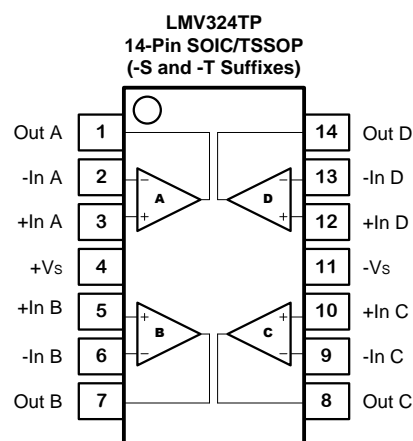 LMV324TP
14-Pin SOIC/TSSOP
(-S and -T Suffixes)
Out A 1 14 Out D
-In A 2 − − 13 -In D
A D
+In A 3 + + 12 +In D
+Vs 4 11 -Vs
+In B 5 + + 10 +In C
B C
-In B 6 − − 9 -In C
Out B 7 8 Out C